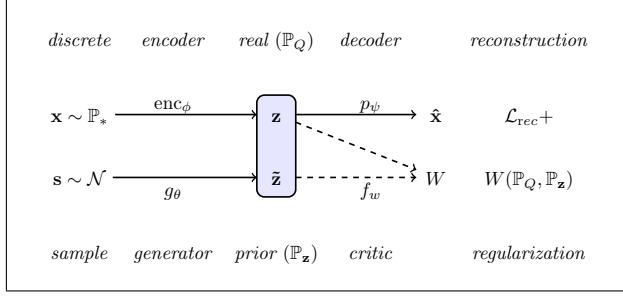 discrete encoder real (ℙ_Q) decoder reconstruction
x ∼ ℙ_* enc_ϕ z p_ψ x̂ ℒ_rec+
s ∼ 𝒩 g_θ z̃ f_w W W(ℙ_Q, ℙ_z)
sample generator prior (ℙ_z) critic regularization